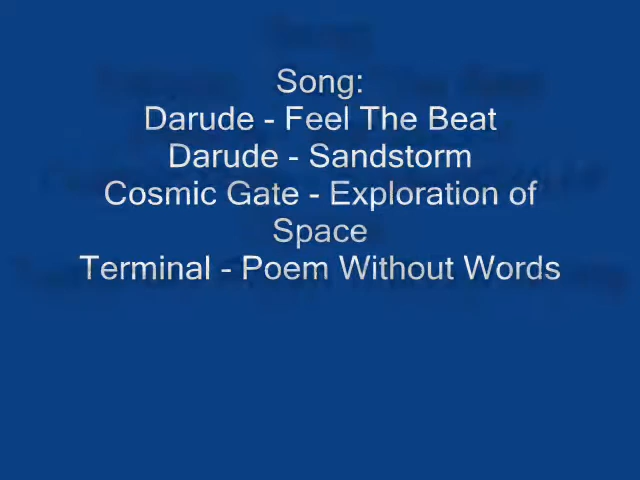 Song:
Darude - Feel The Beat
Darude - Sandstorm
Cosmic Gate - Exploration of
Space
Terminal - Poem Without Words